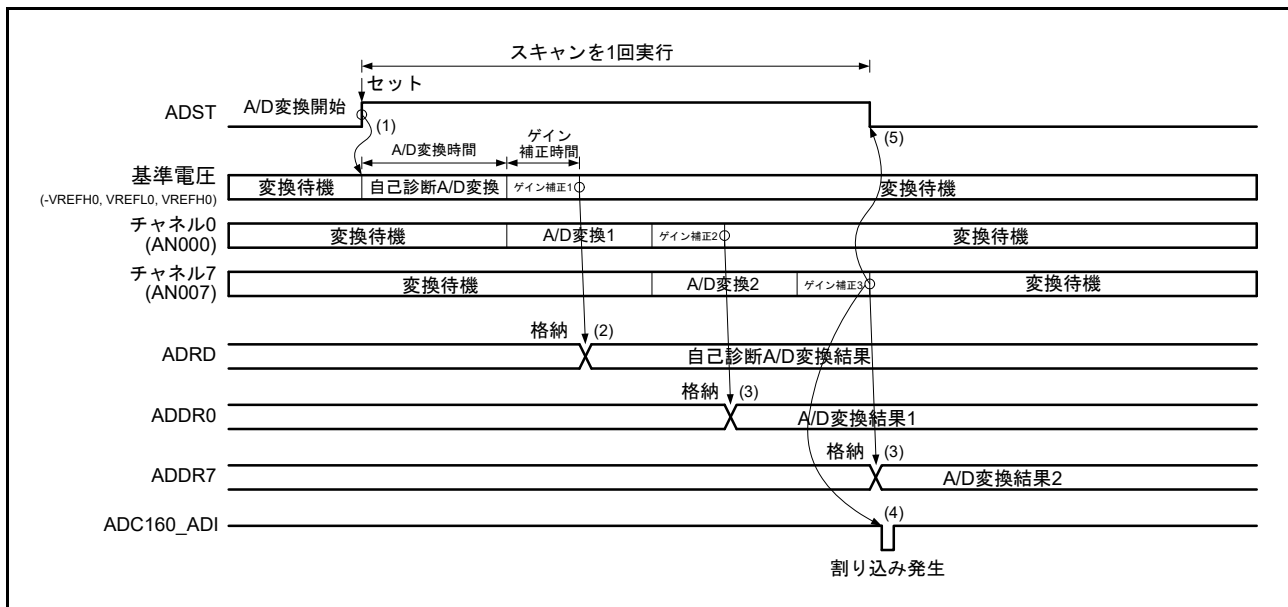 スキャンを1回実行
セット
ADST
A/D変換開始
(1)
(5)
A/D変換時間
ゲイン
補正時間
基準電圧
(-VREFH0, VREFL0, VREFH0)
変換待機
自己診断A/D変換
ゲイン補正1
変換待機
チャネル0
(AN000)
変換待機
A/D変換1
ゲイン補正2
変換待機
チャネル7
(AN007)
変換待機
A/D変換2
ゲイン補正3
変換待機
格納
(2)
ADRD
自己診断A/D変換結果
格納
(3)
ADDR0
A/D変換結果1
格納
(3)
ADDR7
A/D変換結果2
ADC160_ADI
(4)
割り込み発生